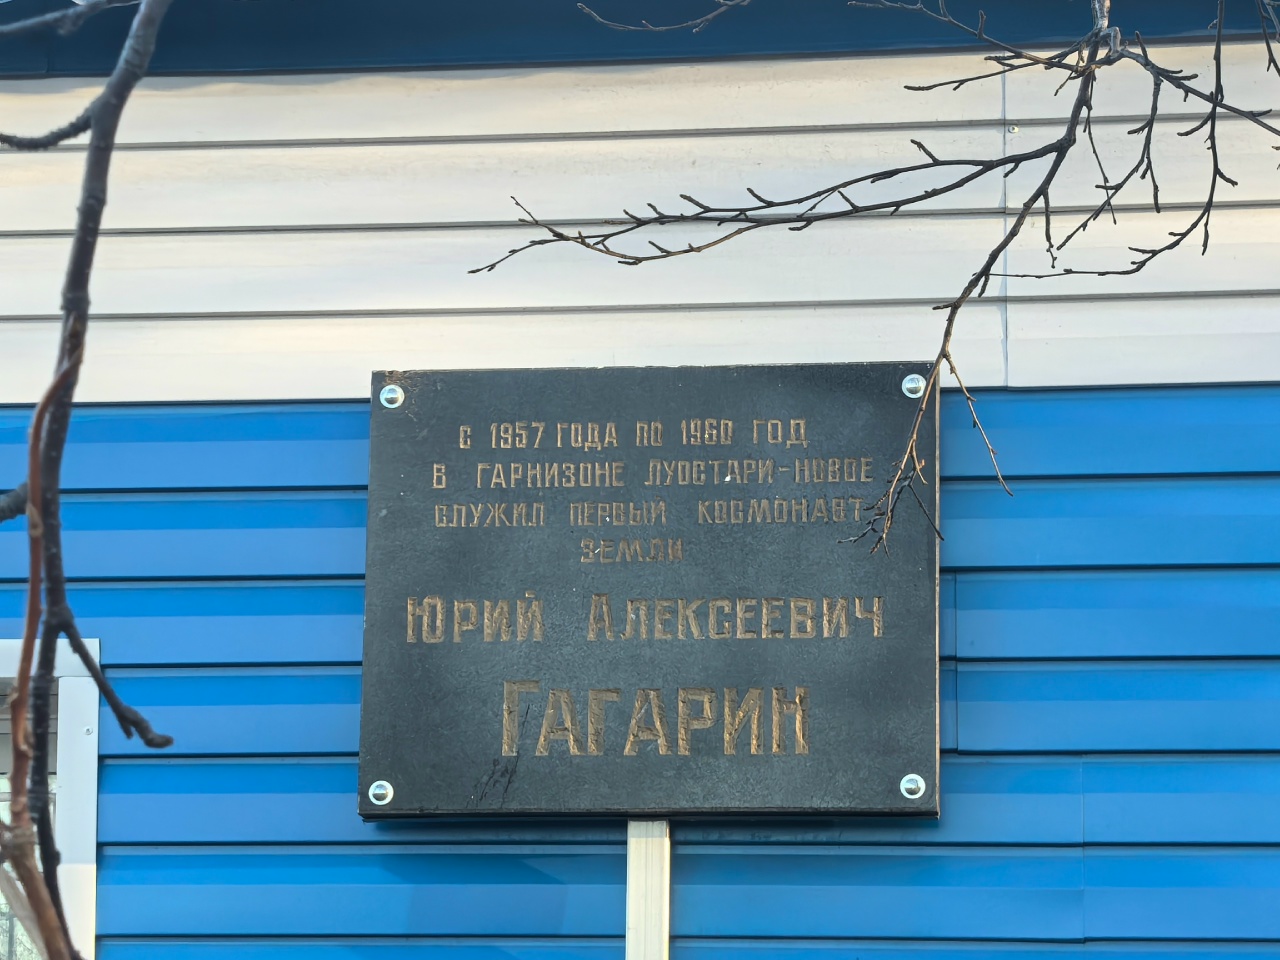 С 1957 ГОДА ПО 1960 ГОД
В ГАРНИЗОНЕ ЛУОСТАРИ-НОВОЕ
СЛУЖИЛ ПЕРВЫЙ КОСМОНАВТ
ЗЕМЛИ
ЮРИЙ АЛЕКСЕЕВИЧ
ГАГАРИН